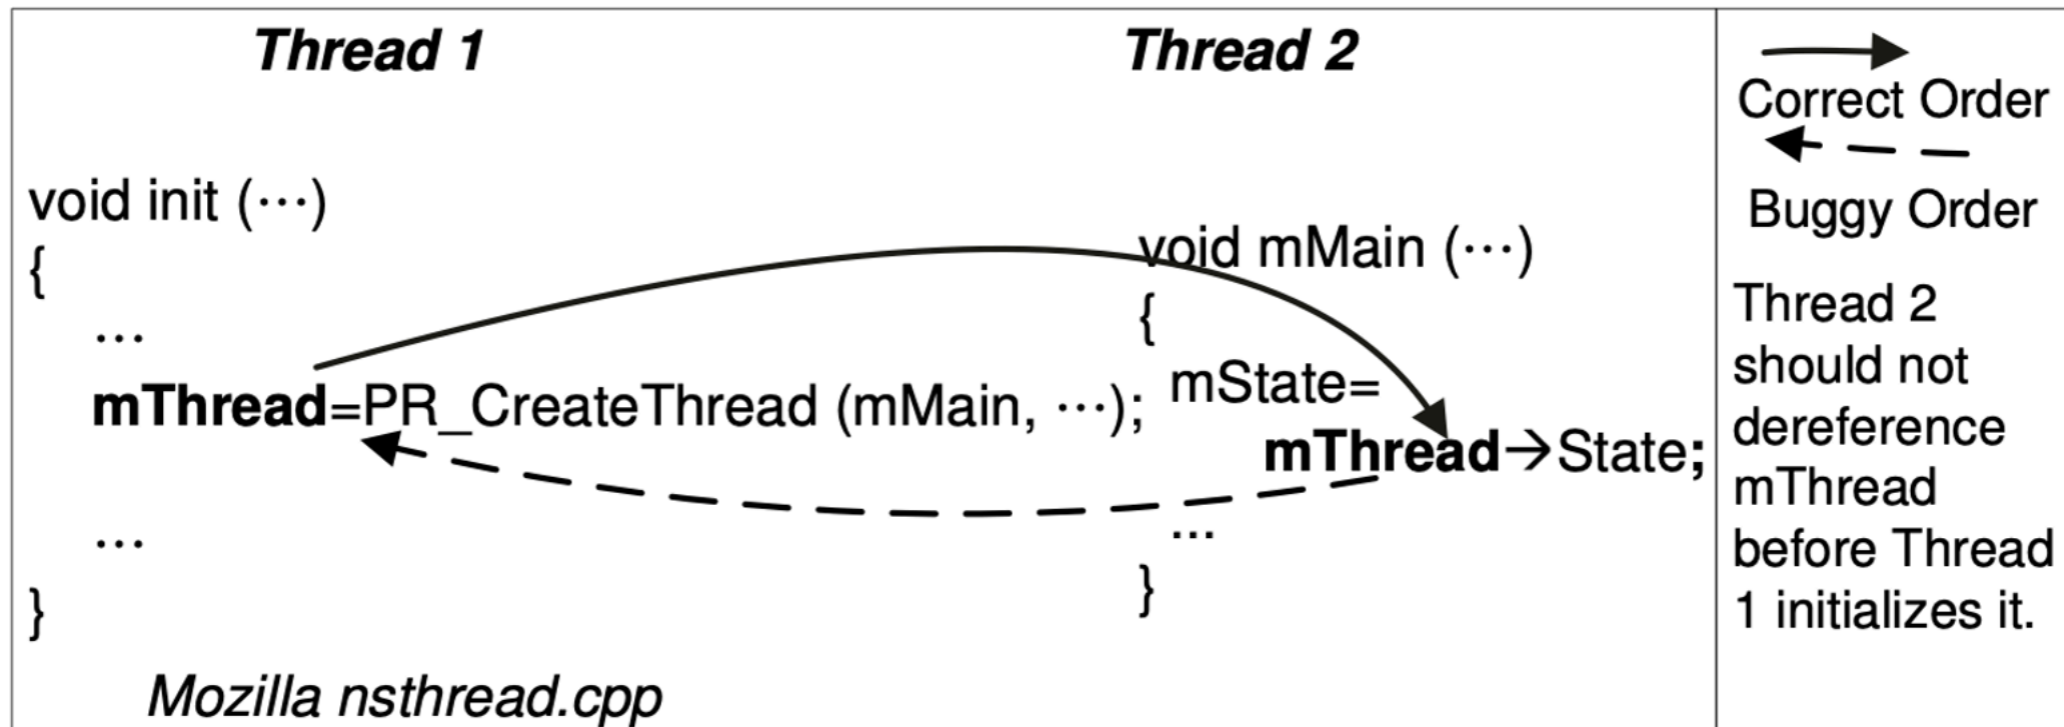 Thread 1
void init (⋯)
{
⋯
mThread=PR_CreateThread (mMain, ⋯);
⋯
}
Mozilla nsthread.cpp
Thread 2
void mMain (⋯)
{
mState=
mThread→State;
...
}
Correct Order
Buggy Order
Thread 2
should not
dereference
mThread
before Thread
1 initializes it.